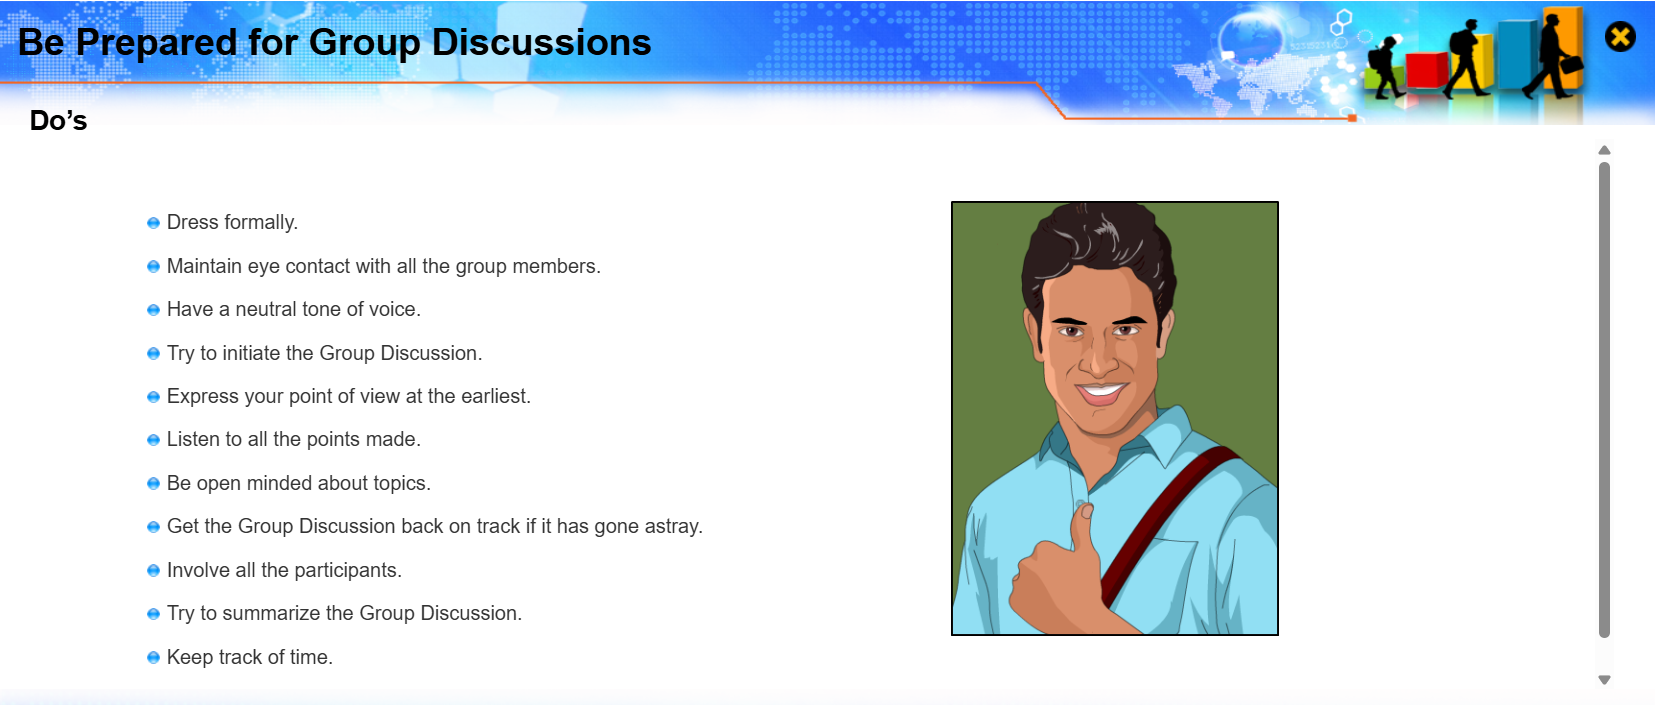 Be Prepared for Group Discussions
Do’s
Dress formally.
Maintain eye contact with all the group members.
Have a neutral tone of voice.
Try to initiate the Group Discussion.
Express your point of view at the earliest.
Listen to all the points made.
Be open minded about topics.
Get the Group Discussion back on track if it has gone astray.
Involve all the participants.
Try to summarize the Group Discussion.
Keep track of time.